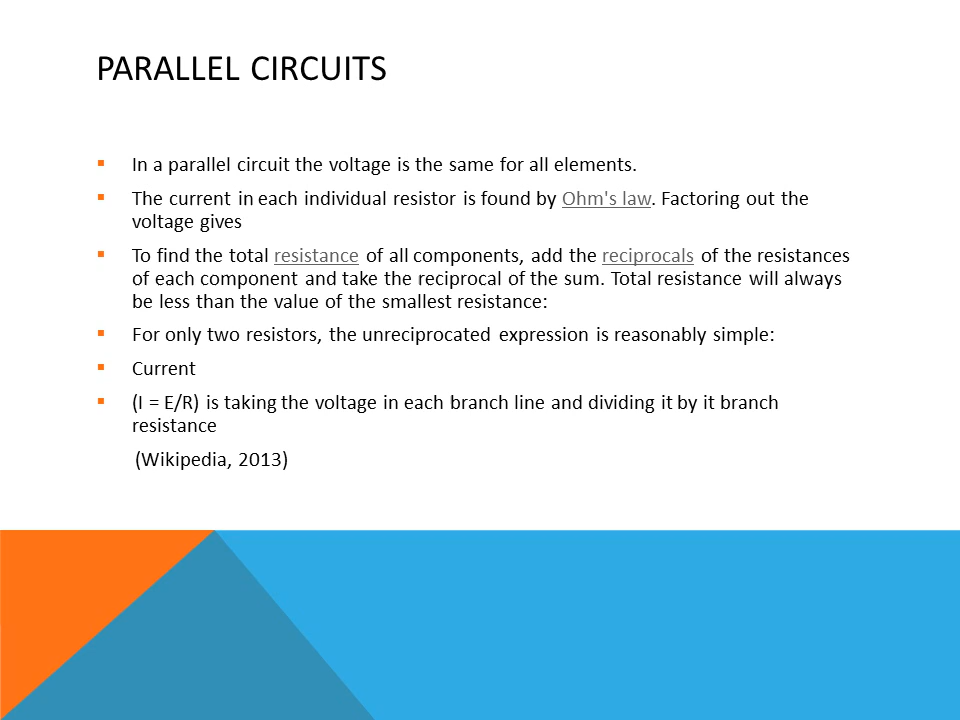 PARALLEL CIRCUITS
▪ In a parallel circuit the voltage is the same for all elements.
▪ The current in each individual resistor is found by Ohm's law. Factoring out the
voltage gives
▪ To find the total resistance of all components, add the reciprocals of the resistances
of each component and take the reciprocal of the sum. Total resistance will always
be less than the value of the smallest resistance:
▪ For only two resistors, the unreciprocated expression is reasonably simple:
▪ Current
▪ (I = E/R) is taking the voltage in each branch line and dividing it by it branch
resistance
(Wikipedia, 2013)